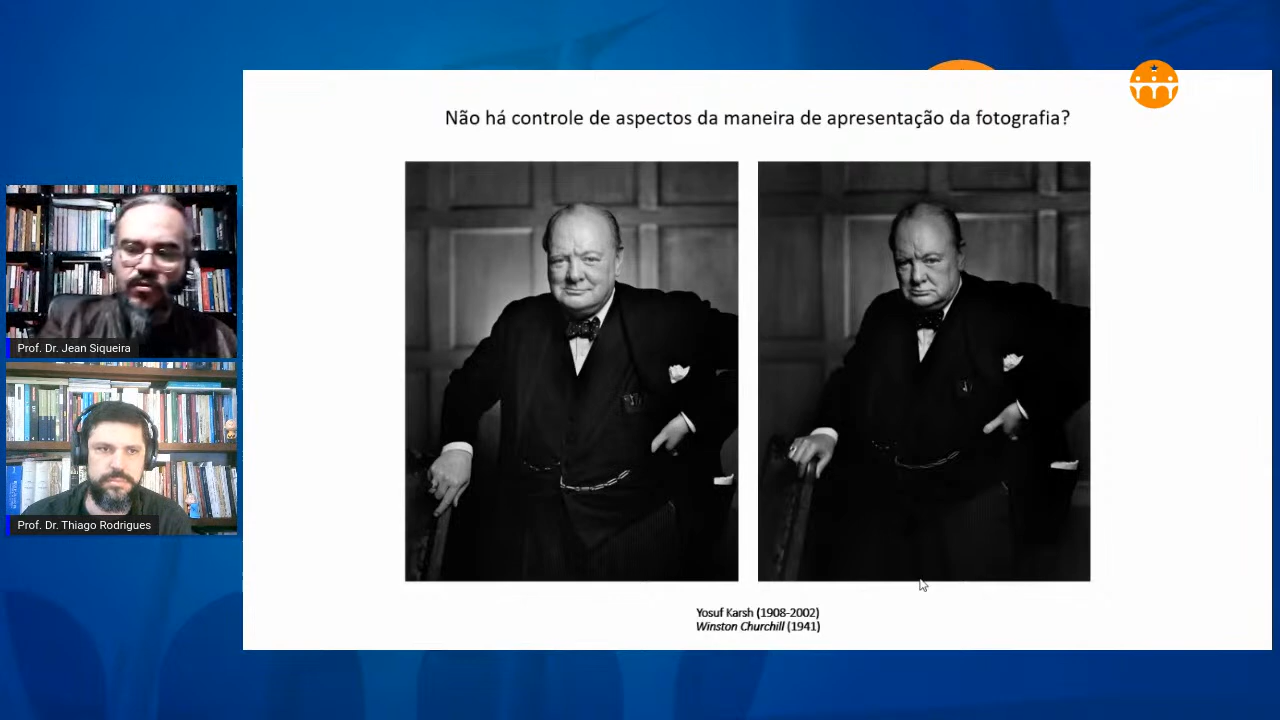 Não há controle de aspectos da maneira de apresentação da fotografia?
Prof. Dr. Jean Siqueira
Prof. Dr. Thiago Rodrigues
Yosuf Karsh (1908-2002)
Winston Churchill (1941)